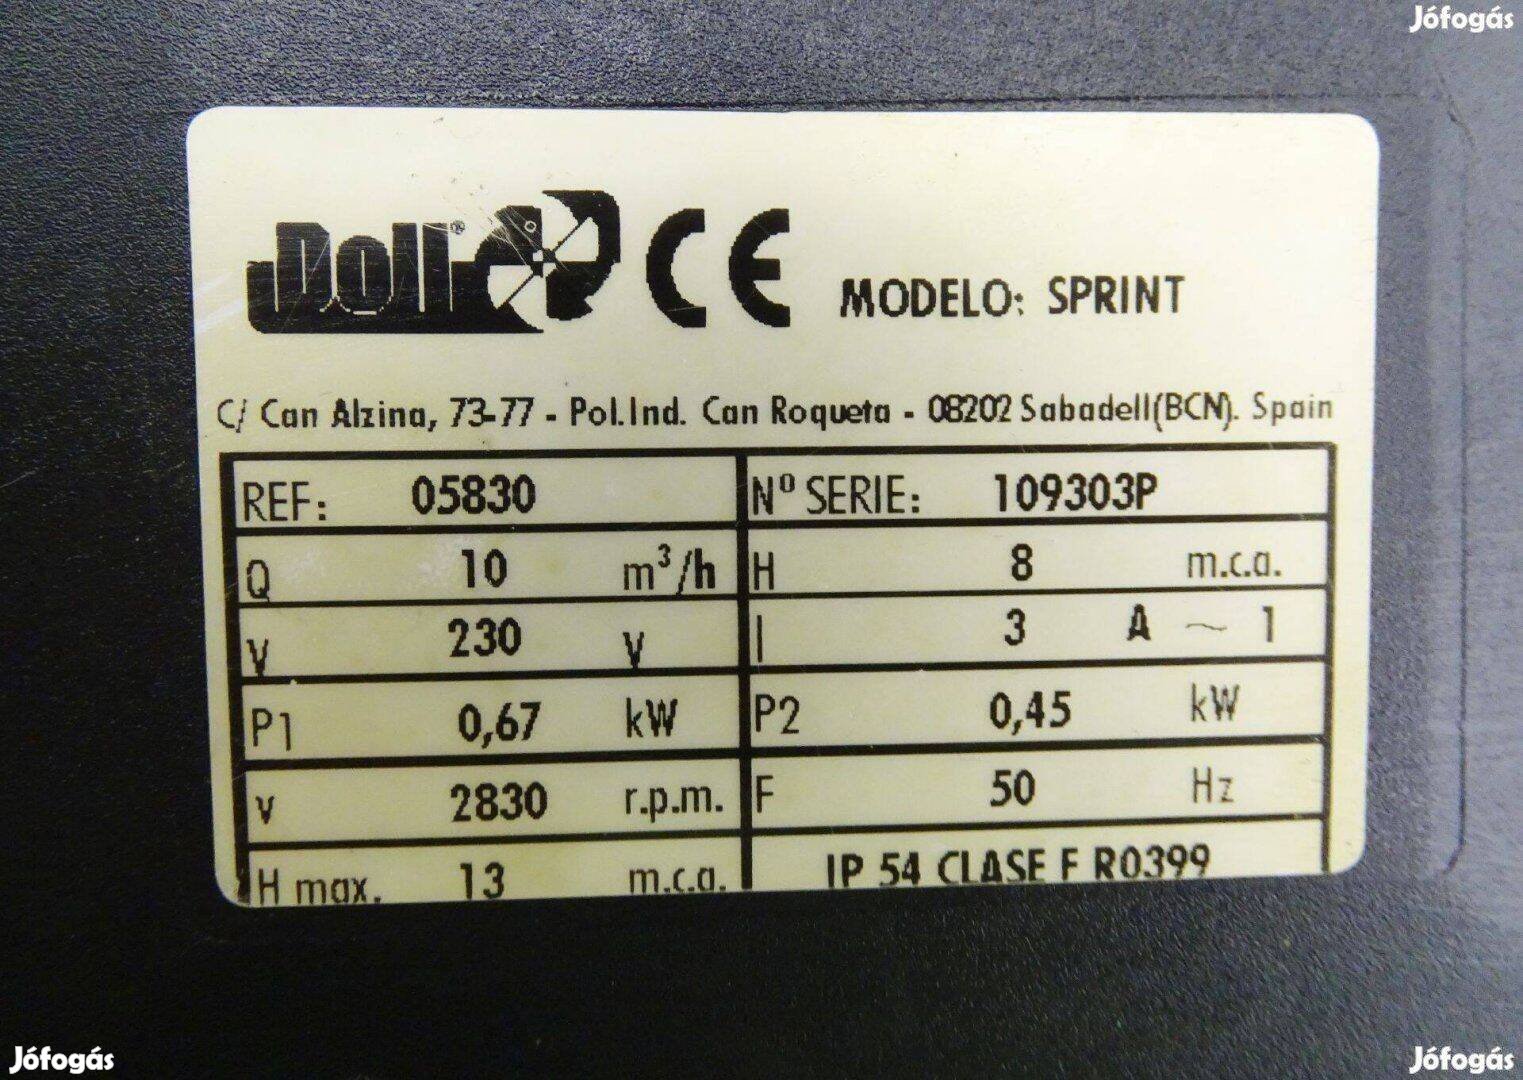 Jófogás
Doll® CE MODELO: SPRINT
C/ Can Alzina, 73-77 - Pol.Ind. Can Roqueta - 08202 Sabadell(BCN). Spain
REF: 05830 Nº SERIE: 109303P
Q 10 m³/h H 8 m.c.a.
V 230 V I 3 A ~ 1
P1 0,67 kW P2 0,45 kW
v 2830 r.p.m. F 50 Hz
H max. 13 m.c.a. IP 54 CLASE F R0399
Jófogás Jófogás